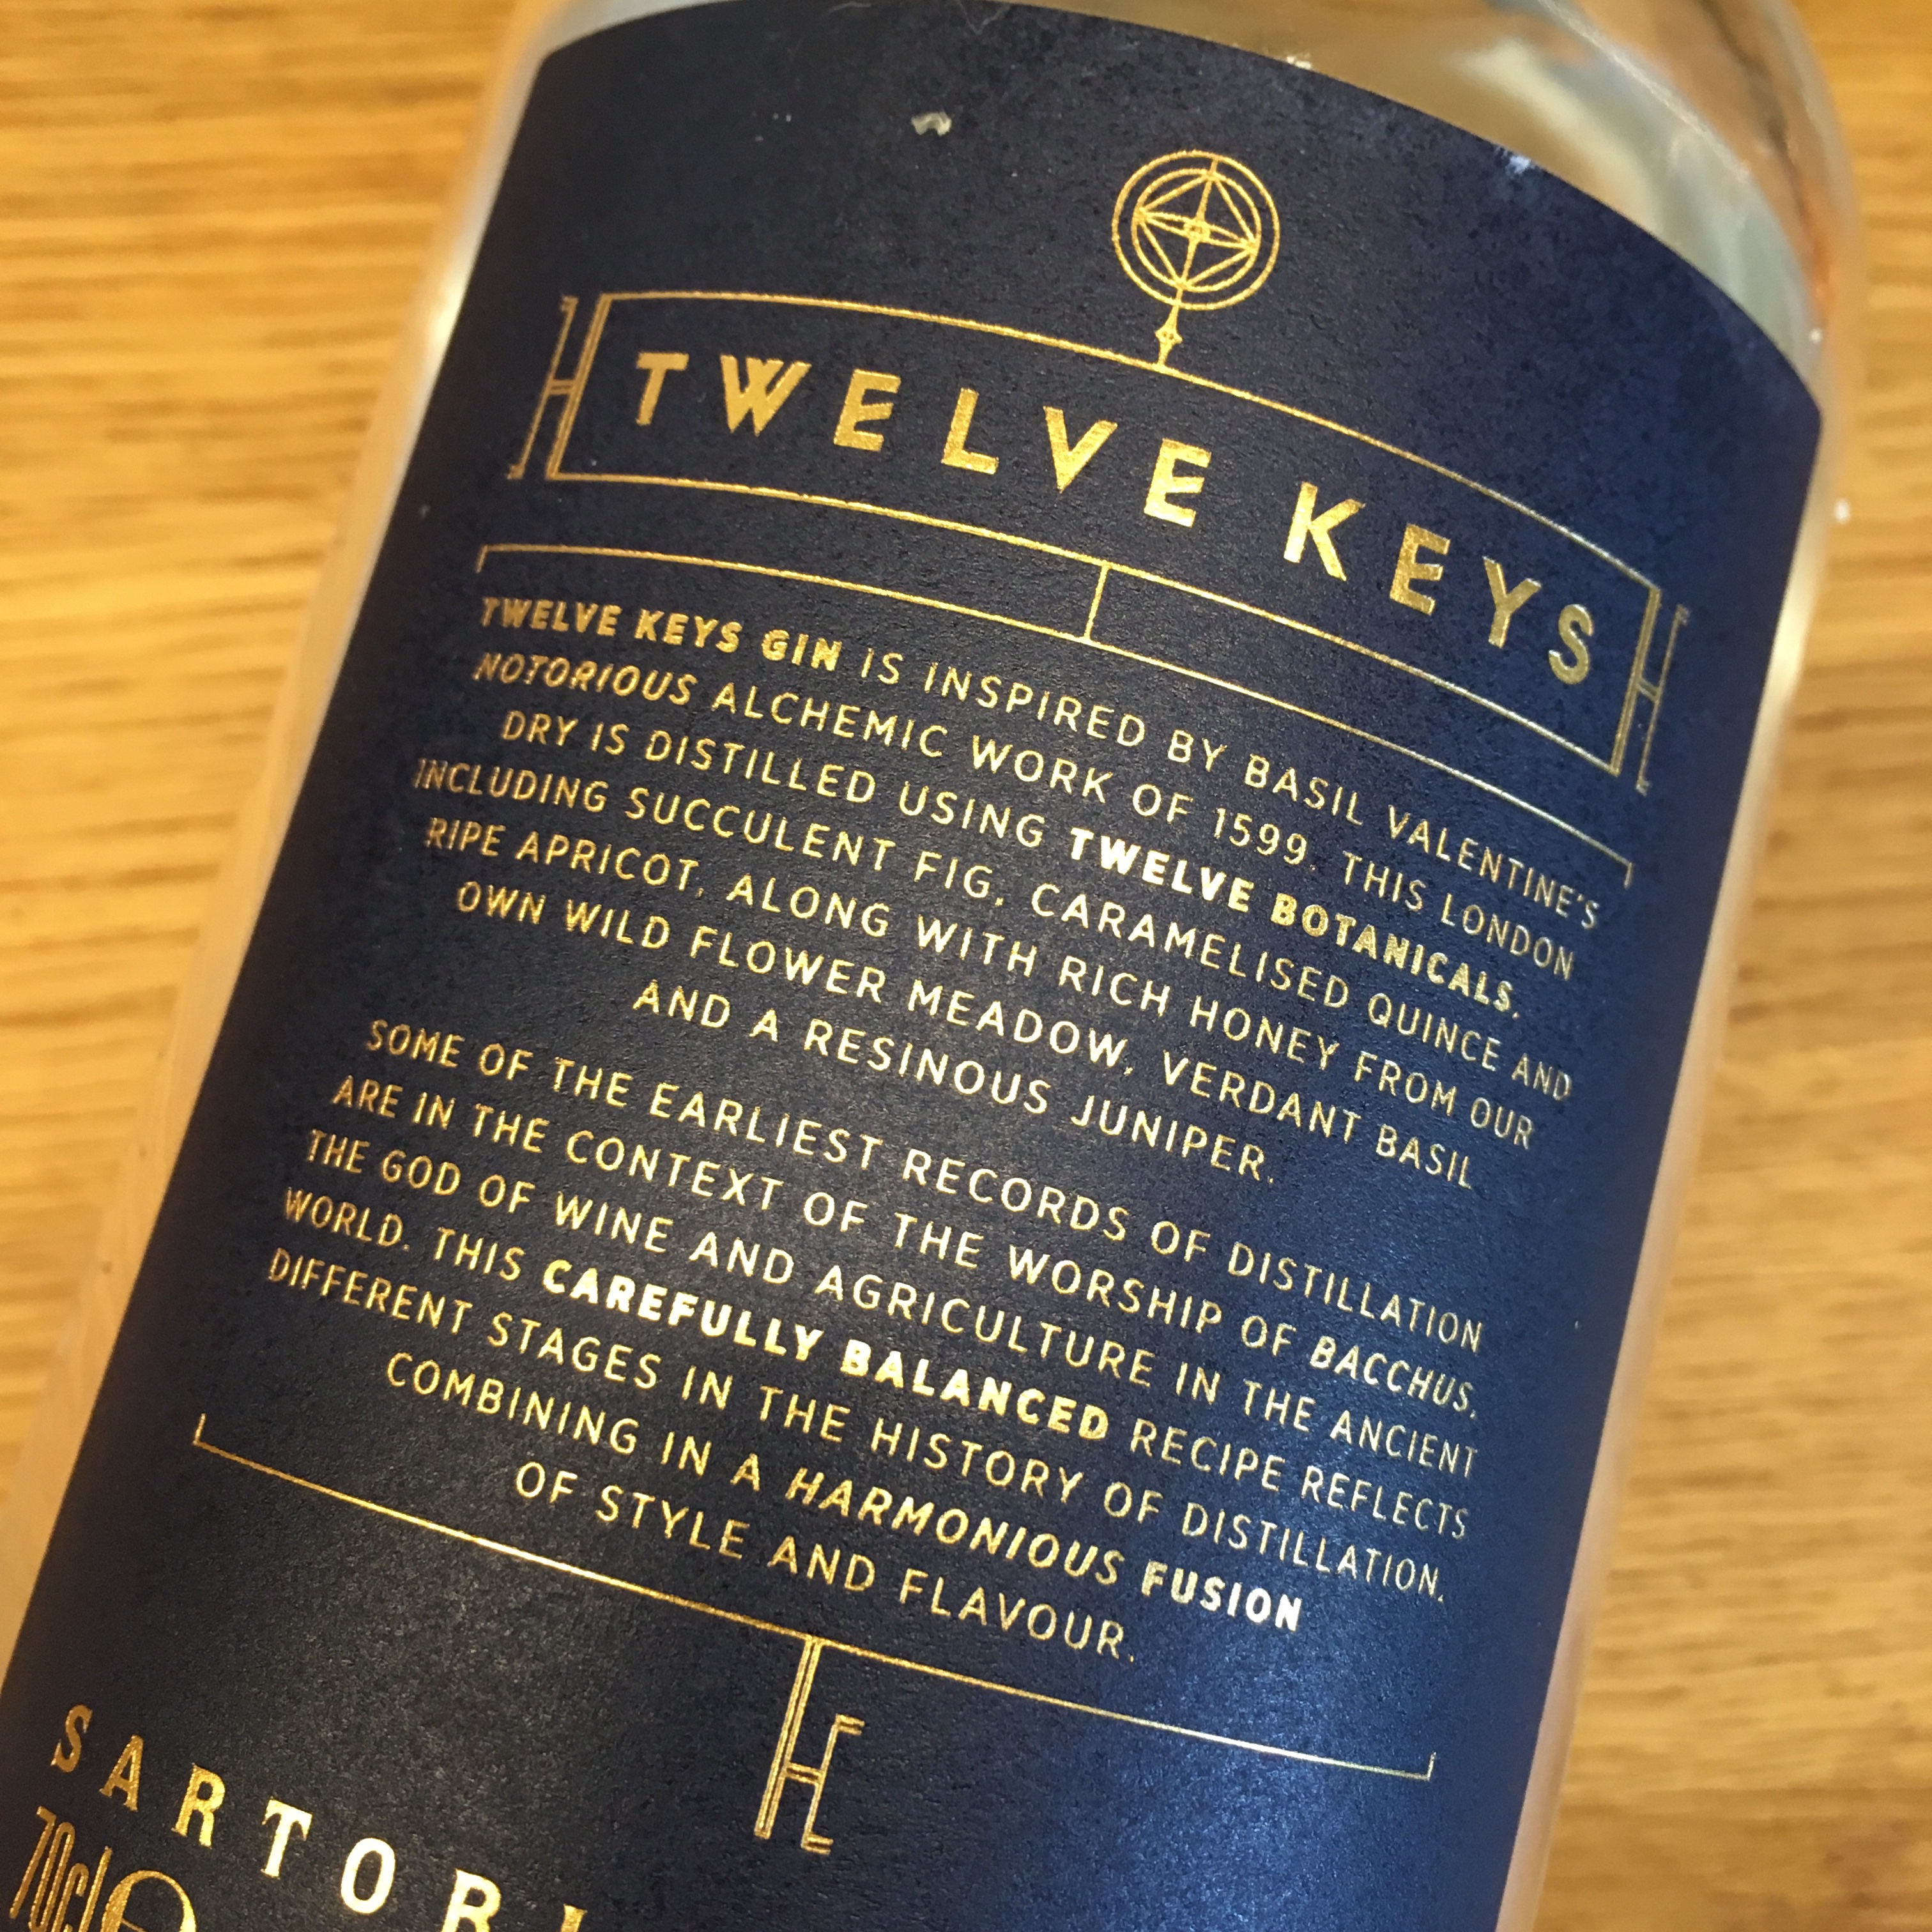 TWELVE KEYS
TWELVE KEYS GIN IS INSPIRED BY BASIL VALENTINE'S
NOTORIOUS ALCHEMIC WORK OF 1599. THIS LONDON
DRY IS DISTILLED USING TWELVE BOTANICALS,
INCLUDING SUCCULENT FIG, CARAMELISED QUINCE AND
RIPE APRICOT, ALONG WITH RICH HONEY FROM OUR
OWN WILD FLOWER MEADOW, VERDANT BASIL
AND A RESINOUS JUNIPER.
SOME OF THE EARLIEST RECORDS OF DISTILLATION
ARE IN THE CONTEXT OF THE WORSHIP OF BACCHUS,
THE GOD OF WINE AND AGRICULTURE IN THE ANCIENT
WORLD. THIS CAREFULLY BALANCED RECIPE REFLECTS
DIFFERENT STAGES IN THE HISTORY OF DISTILLATION,
COMBINING IN A HARMONIOUS FUSION
OF STYLE AND FLAVOUR.
70cl